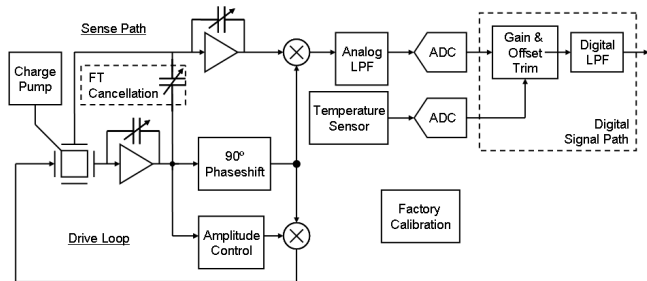 Sense Path
Charge
Pump
FT
Cancellation
Analog
LPF
ADC
Gain &
Offset
Trim
Digital
LPF
Temperature
Sensor
ADC
Digital
Signal Path
90º
Phaseshift
Factory
Calibration
Drive Loop
Amplitude
Control